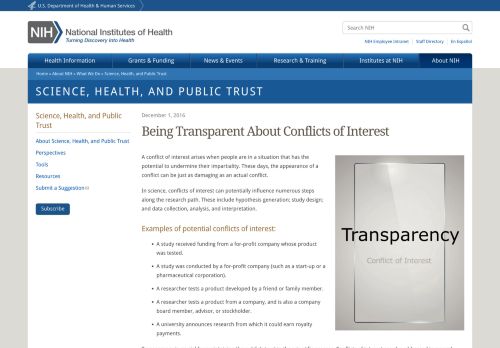 U.S. Department of Health & Human Services
NIH National Institutes of Health
Turning Discovery Into Health
Search NIH
NIH Employee Intranet | Staff Directory | En Español
Health Information Grants & Funding News & Events Research & Training Institutes at NIH About NIH
Home » About NIH » What We Do » Science, Health, and Public Trust
SCIENCE, HEALTH, AND PUBLIC TRUST
Science, Health, and Public Trust
About Science, Health, and Public Trust
Perspectives
Tools
Resources
Submit a Suggestion
Subscribe
December 1, 2016
Being Transparent About Conflicts of Interest
A conflict of interest arises when people are in a situation that has the
potential to undermine their impartiality. These days, the appearance of a
conflict can be just as damaging as an actual conflict.
In science, conflicts of interest can potentially influence numerous steps
along the research path. These include hypothesis generation; study design;
and data collection, analysis, and interpretation.
Examples of potential conflicts of interest:
• A study received funding from a for-profit company whose product
was tested.
• A study was conducted by a for-profit company (such as a start-up or a
pharmaceutical corporation).
• A researcher tests a product developed by a friend or family member.
• A researcher tests a product from a company, and is also a company
board member, advisor, or stockholder.
• A university announces research from which it could earn royalty
payments.
Transparency
Conflict of Interest